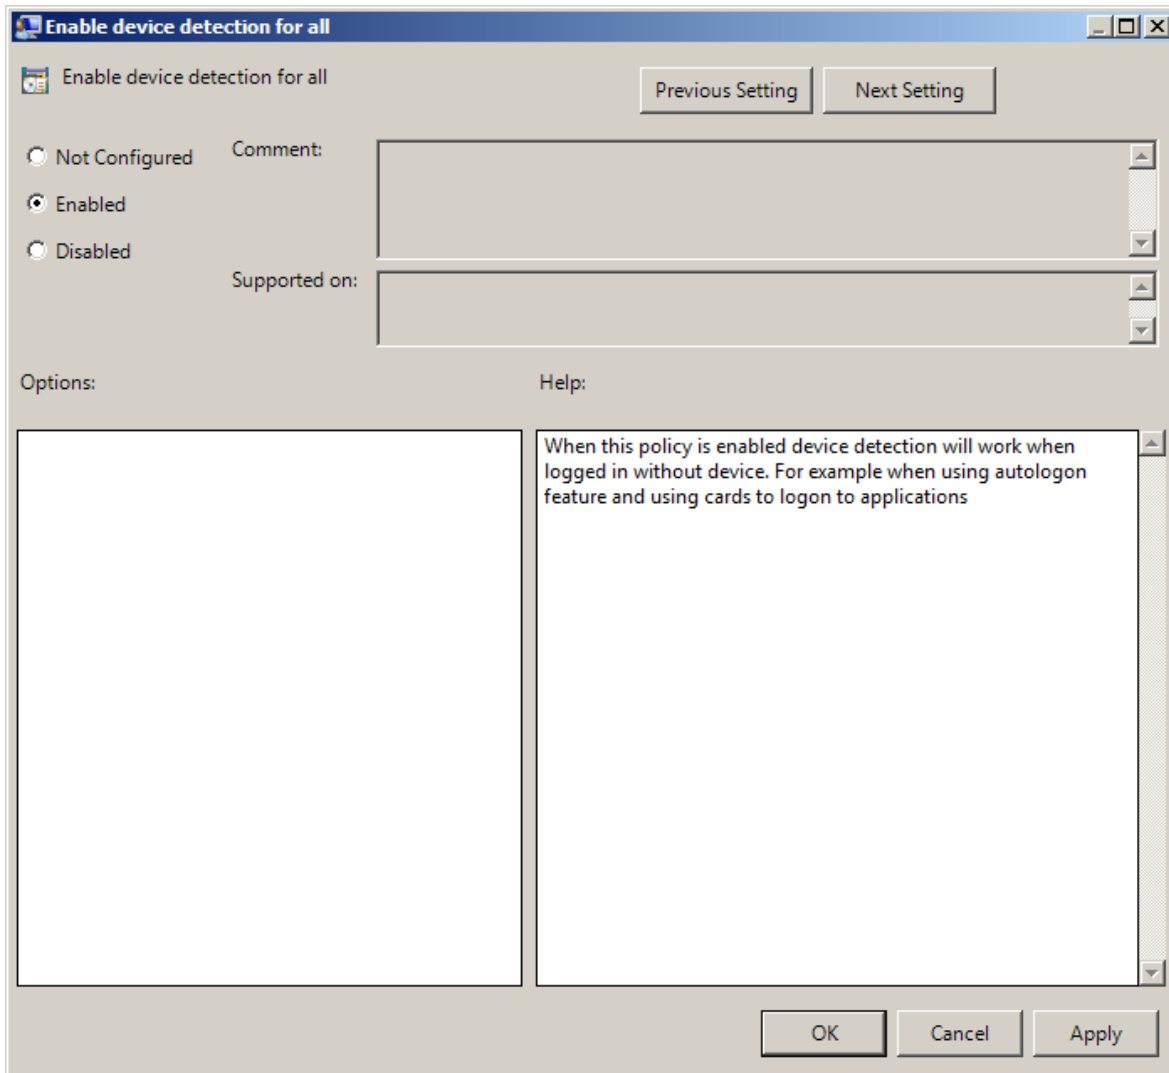 Enable device detection for all
Enable device detection for all
Previous Setting
Next Setting
Not Configured
Comment:
Enabled
Disabled
Supported on:
Options:
Help:
When this policy is enabled device detection will work when
logged in without device. For example when using autologon
feature and using cards to logon to applications
OK
Cancel
Apply